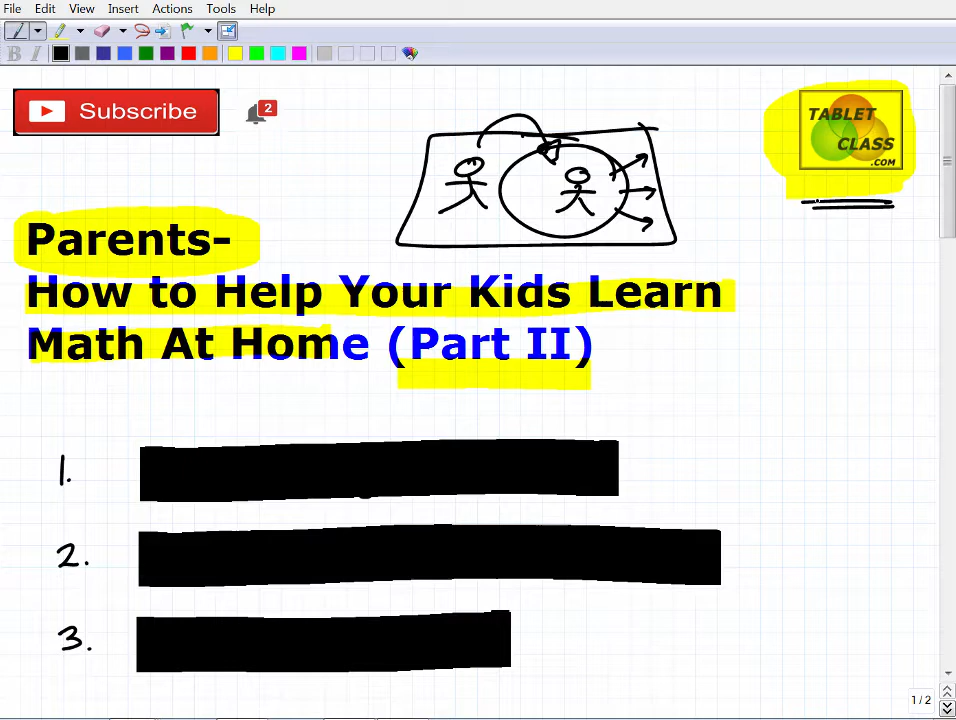 File Edit View Insert Actions Tools Help
B I
Subscribe
2
TABLET
CLASS
.COM
Parents-
How to Help Your Kids Learn
Math At Home (Part II)
1.
2.
3.
1 / 2